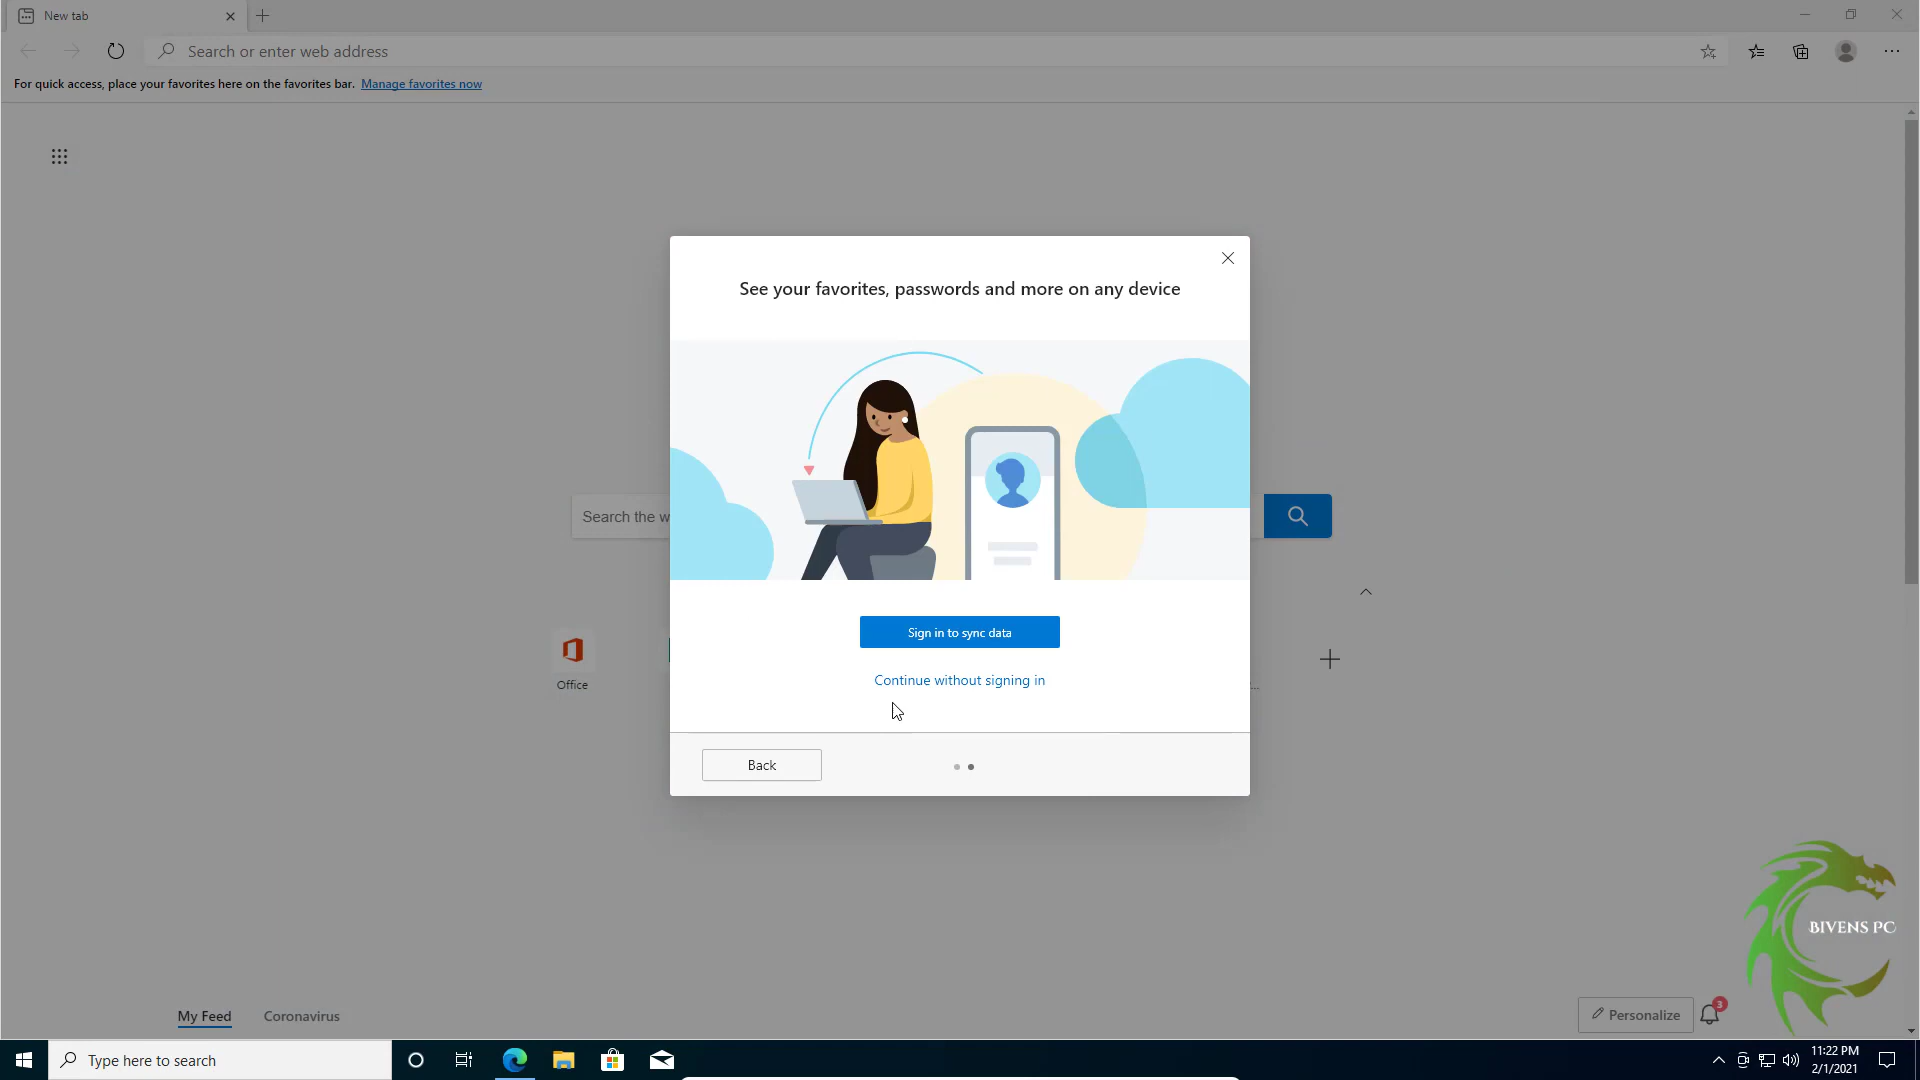 New tab
Search or enter web address
For quick access, place your favorites here on the favorites bar. Manage favorites now
See your favorites, passwords and more on any device
Search the w
Sign in to sync data
Office
...
Continue without signing in
Back
BIVENS PC
My Feed
Coronavirus
Personalize
3
Type here to search
11:22 PM
2/1/2021